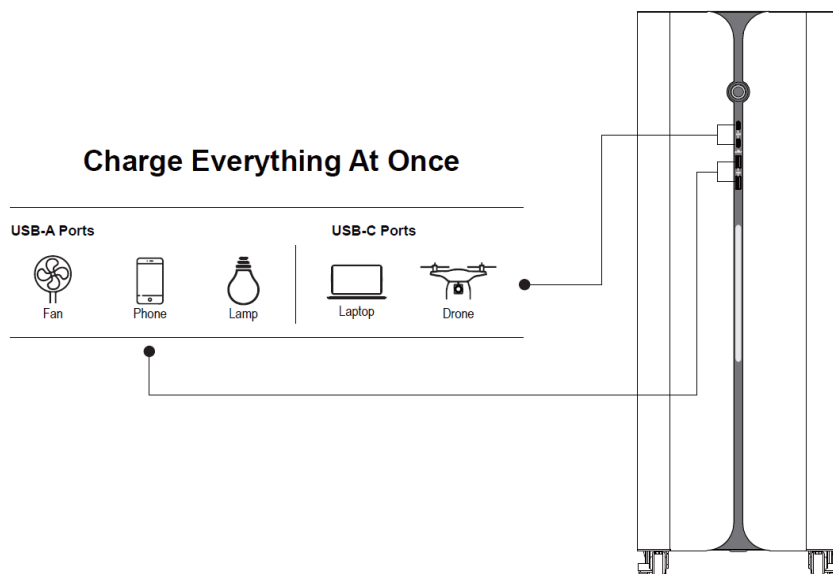 Charge Everything At Once
USB-A Ports
USB-C Ports
Fan
Phone
Lamp
Laptop
Drone